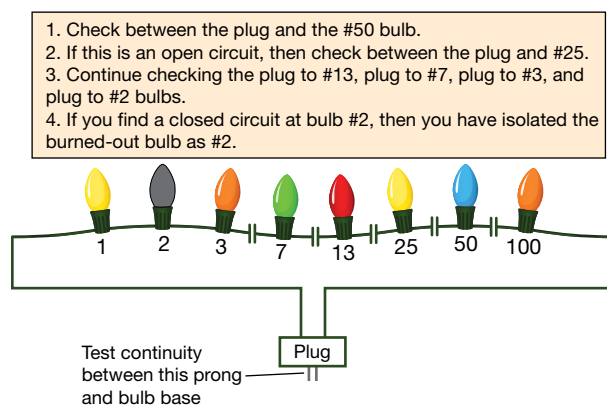 1. Check between the plug and the #50 bulb.
2. If this is an open circuit, then check between the plug and #25.
3. Continue checking the plug to #13, plug to #7, plug to #3, and
plug to #2 bulbs.
4. If you find a closed circuit at bulb #2, then you have isolated the
burned-out bulb as #2.
1 2 3 7 13 25 50 100
Plug
Test continuity
between this prong
and bulb base